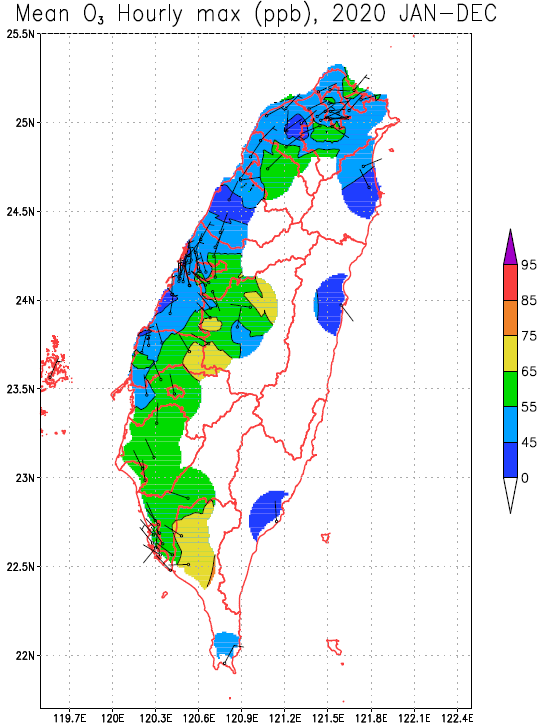 Mean O₃ Hourly max (ppb), 2020 JAN−DEC
25.5N
25N
24.5N
24N
23.5N
23N
22.5N
22N
119.7E 120E 120.3E 120.6E 120.9E 121.2E 121.5E 121.8E 122.1E 122.4E
95
85
75
65
55
45
0